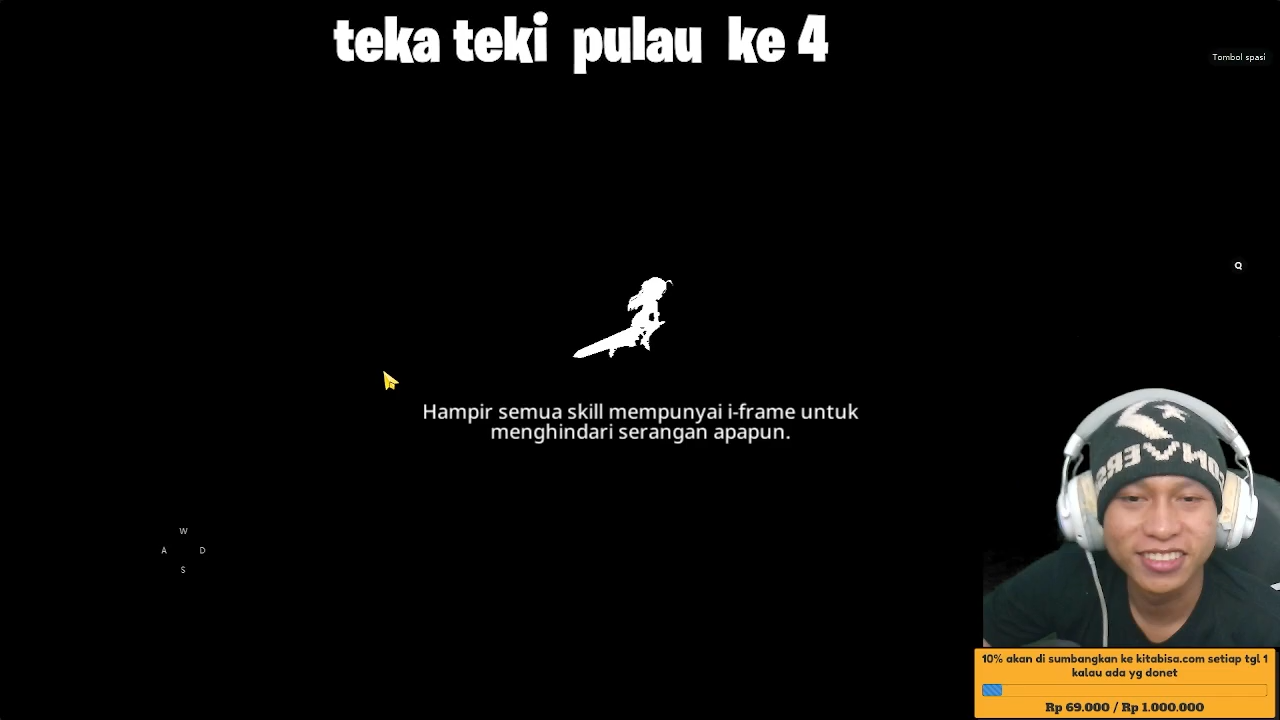 teka teki pulau ke 4
Tombol spasi
Q
Hampir semua skill mempunyai i-frame untuk
menghindari serangan apapun.
W
A D
S
10% akan di sumbangkan ke kitabisa.com setiap tgl 1
kalau ada yg donet
Rp 69.000 / Rp 1.000.000